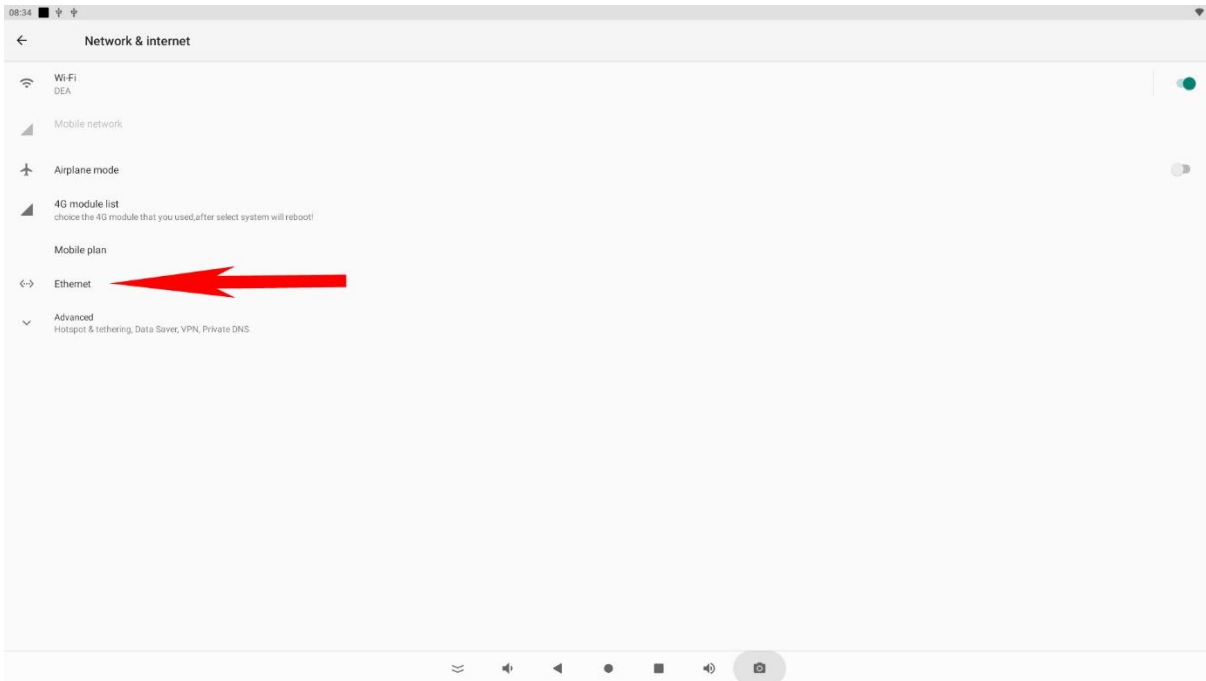 08:34
Network & internet
Wi-Fi
DEA
Mobile network
Airplane mode
4G module list
choice the 4G module that you used,after select system will reboot!
Mobile plan
Ethernet
Advanced
Hotspot & tethering, Data Saver, VPN, Private DNS